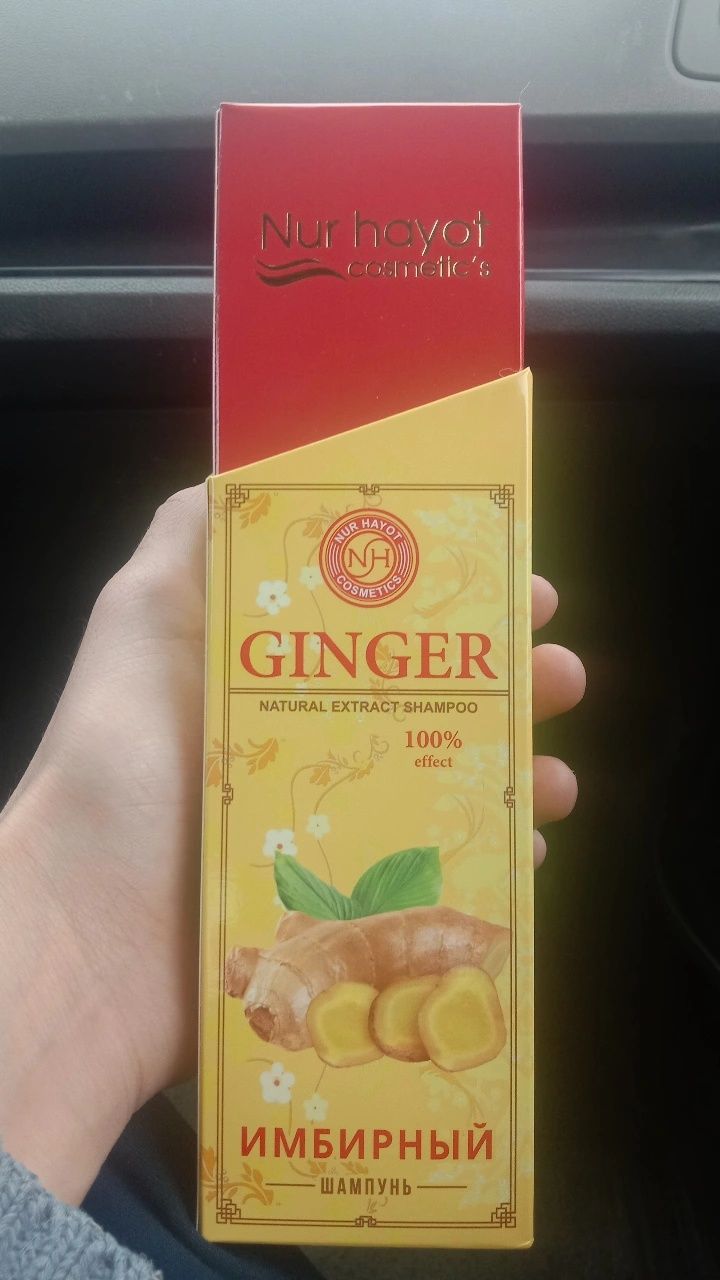 Nur hayot
cosmetic's
NUR HAYOT
NH
COSMETICS
GINGER
NATURAL EXTRACT SHAMPOO
100%
effect
ИМБИРНЫЙ
ШАМПУНЬ